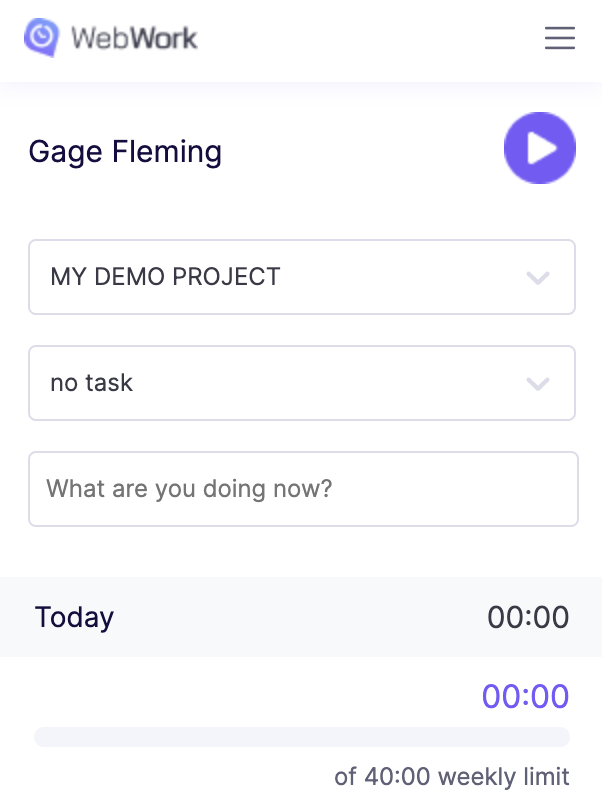 WebWork
Gage Fleming
MY DEMO PROJECT
no task
What are you doing now?
Today 00:00
00:00
of 40:00 weekly limit